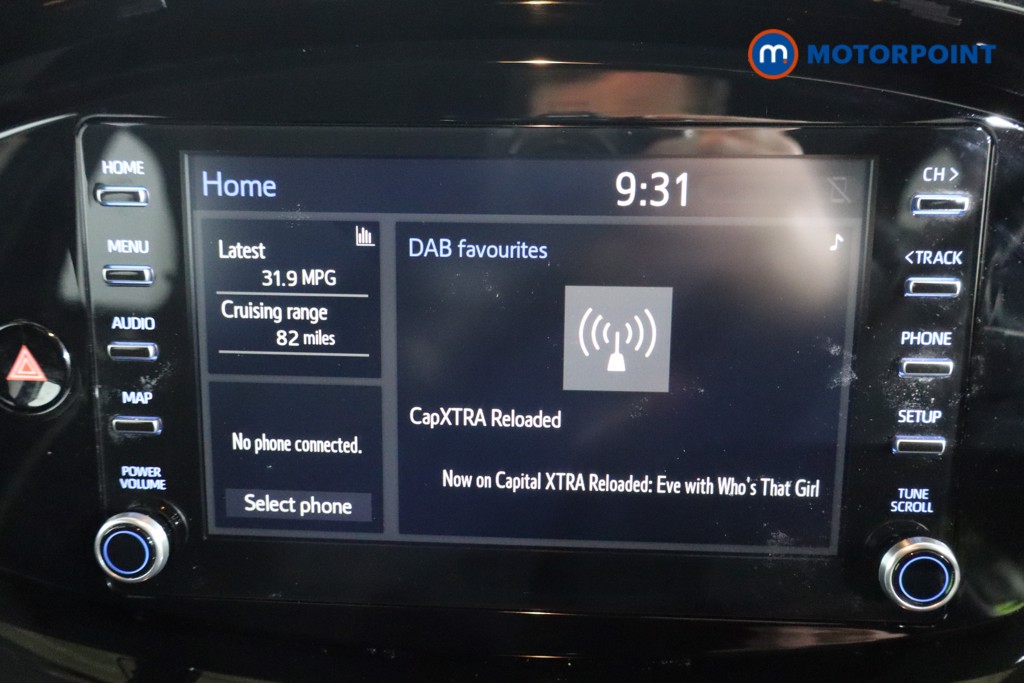 m MOTORPOINT
HOME
MENU
AUDIO
MAP
POWER
VOLUME
Home
9:31
Latest
31.9 MPG
Cruising range
82 miles
No phone connected.
Select phone
DAB favourites
CapXTRA Reloaded
Now on Capital XTRA Reloaded: Eve with Who's That Girl
CH >
<TRACK
PHONE
SETUP
TUNE
SCROLL